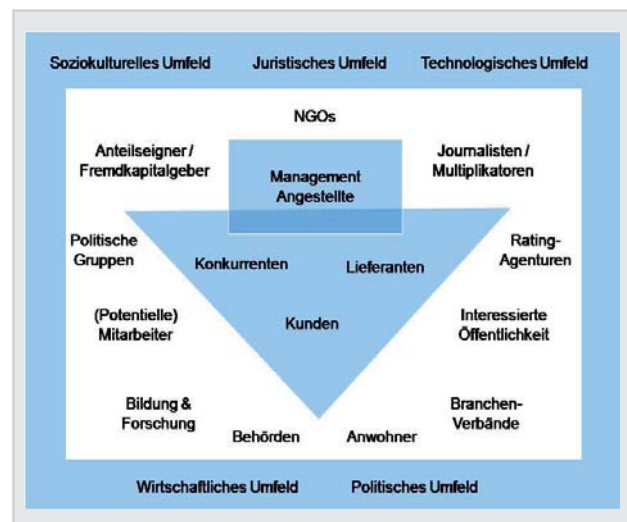 Soziokulturelles Umfeld
Juristisches Umfeld
Technologisches Umfeld
NGOs
Anteilseigner /
Fremdkapitalgeber
Management
Angestellte
Journalisten /
Multiplikatoren
Politische
Gruppen
Konkurrenten
Lieferanten
Rating-
Agenturen
(Potentielle)
Mitarbeiter
Kunden
Interessierte
Öffentlichkeit
Bildung &
Forschung
Behörden
Anwohner
Branchen-
Verbände
Wirtschaftliches Umfeld
Politisches Umfeld